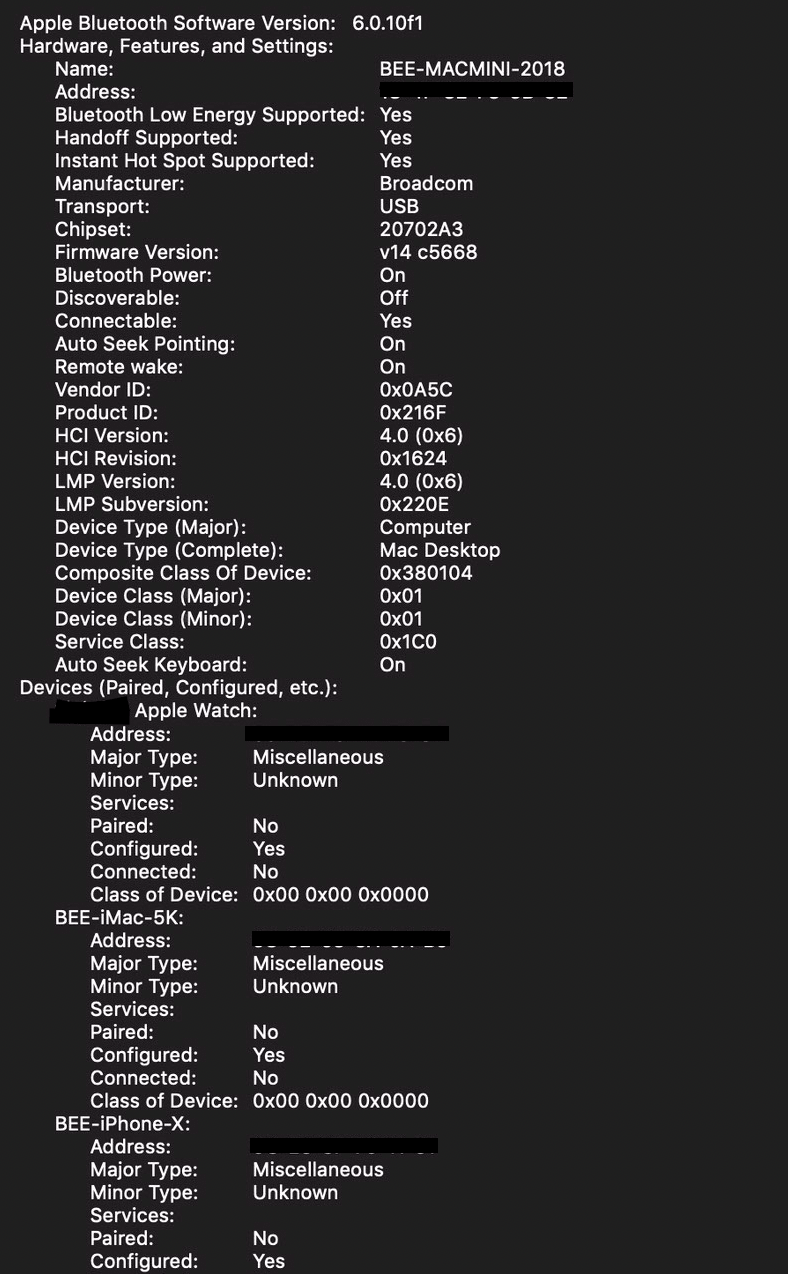 Apple Bluetooth Software Version: 6.0.10f1
Hardware, Features, and Settings:
Name: BEE-MACMINI-2018
Address:
Bluetooth Low Energy Supported: Yes
Handoff Supported: Yes
Instant Hot Spot Supported: Yes
Manufacturer: Broadcom
Transport: USB
Chipset: 20702A3
Firmware Version: v14 c5668
Bluetooth Power: On
Discoverable: Off
Connectable: Yes
Auto Seek Pointing: On
Remote wake: On
Vendor ID: 0x0A5C
Product ID: 0x216F
HCI Version: 4.0 (0x6)
HCI Revision: 0x1624
LMP Version: 4.0 (0x6)
LMP Subversion: 0x220E
Device Type (Major): Computer
Device Type (Complete): Mac Desktop
Composite Class Of Device: 0x380104
Device Class (Major): 0x01
Device Class (Minor): 0x01
Service Class: 0x1C0
Auto Seek Keyboard: On
Devices (Paired, Configured, etc.):
Apple Watch:
Address:
Major Type: Miscellaneous
Minor Type: Unknown
Services:
Paired: No
Configured: Yes
Connected: No
Class of Device: 0x00 0x00 0x0000
BEE-iMac-5K:
Address:
Major Type: Miscellaneous
Minor Type: Unknown
Services:
Paired: No
Configured: Yes
Connected: No
Class of Device: 0x00 0x00 0x0000
BEE-iPhone-X:
Address:
Major Type: Miscellaneous
Minor Type: Unknown
Services:
Paired: No
Configured: Yes